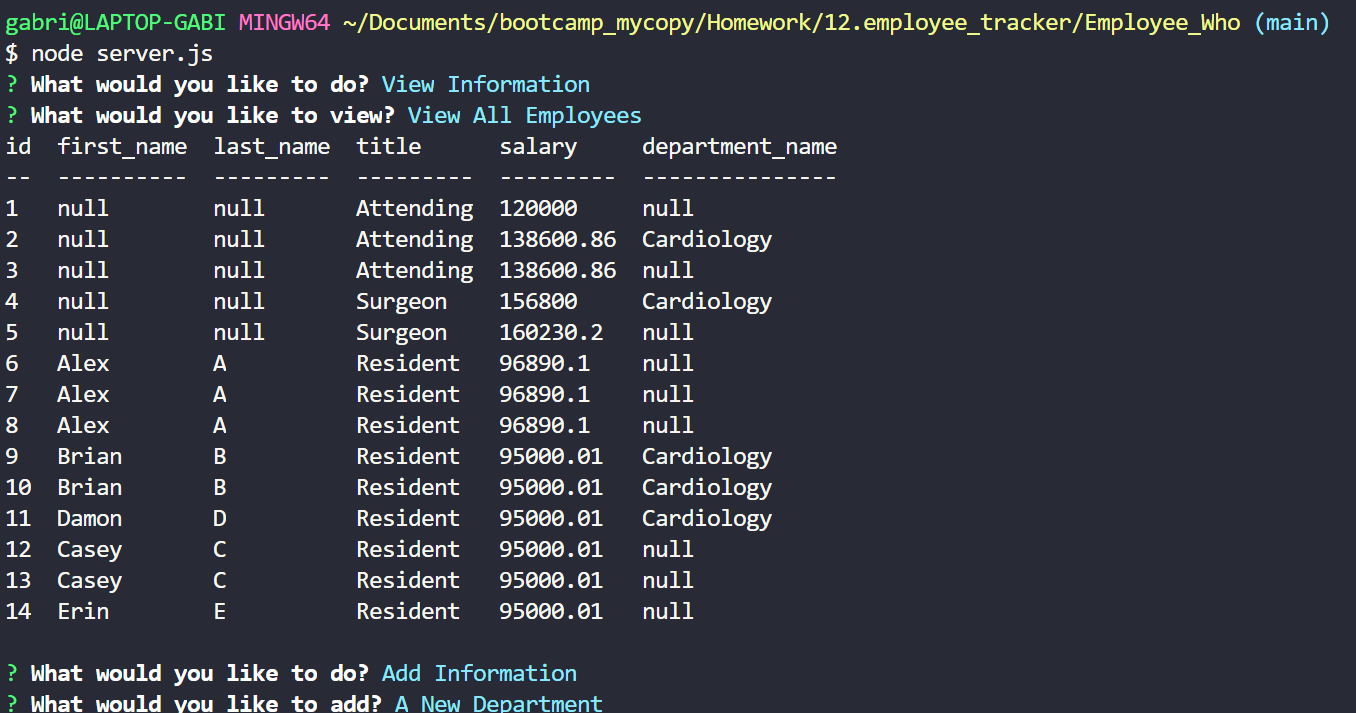 gabri@LAPTOP-GABI MINGW64 ~/Documents/bootcamp_mycopy/Homework/12.employee_tracker/Employee_Who (main)
$ node server.js
? What would you like to do? View Information
? What would you like to view? View All Employees
id  first_name  last_name  title      salary     department_name
--  ----------  ---------  ---------  ---------  ---------------
1   null        null       Attending  120000     null
2   null        null       Attending  138600.86  Cardiology
3   null        null       Attending  138600.86  null
4   null        null       Surgeon    156800     Cardiology
5   null        null       Surgeon    160230.2   null
6   Alex        A          Resident   96890.1    null
7   Alex        A          Resident   96890.1    null
8   Alex        A          Resident   96890.1    null
9   Brian       B          Resident   95000.01   Cardiology
10  Brian       B          Resident   95000.01   Cardiology
11  Damon       D          Resident   95000.01   Cardiology
12  Casey       C          Resident   95000.01   null
13  Casey       C          Resident   95000.01   null
14  Erin        E          Resident   95000.01   null
? What would you like to do? Add Information
? What would you like to add? A New Department